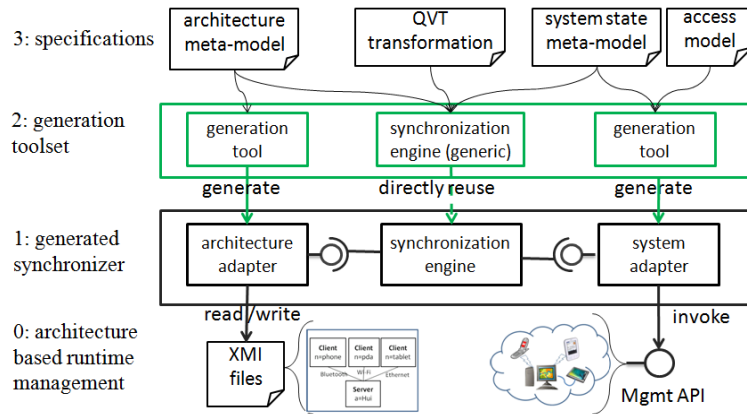 3: specifications
architecture
meta-model
QVT
transformation
system state
meta-model
access
model
2: generation
toolset
generation
tool
synchronization
engine (generic)
generation
tool
generate
directly reuse
generate
1: generated
synchronizer
architecture
adapter
synchronization
engine
system
adapter
read/write
invoke
0: architecture
based runtime
management
XMI
files
Client
n=phone
Client
n=pda
Client
n=tablet
Bluetooth
Wi-Fi
Ethernet
Server
a=Hui
Mgmt API